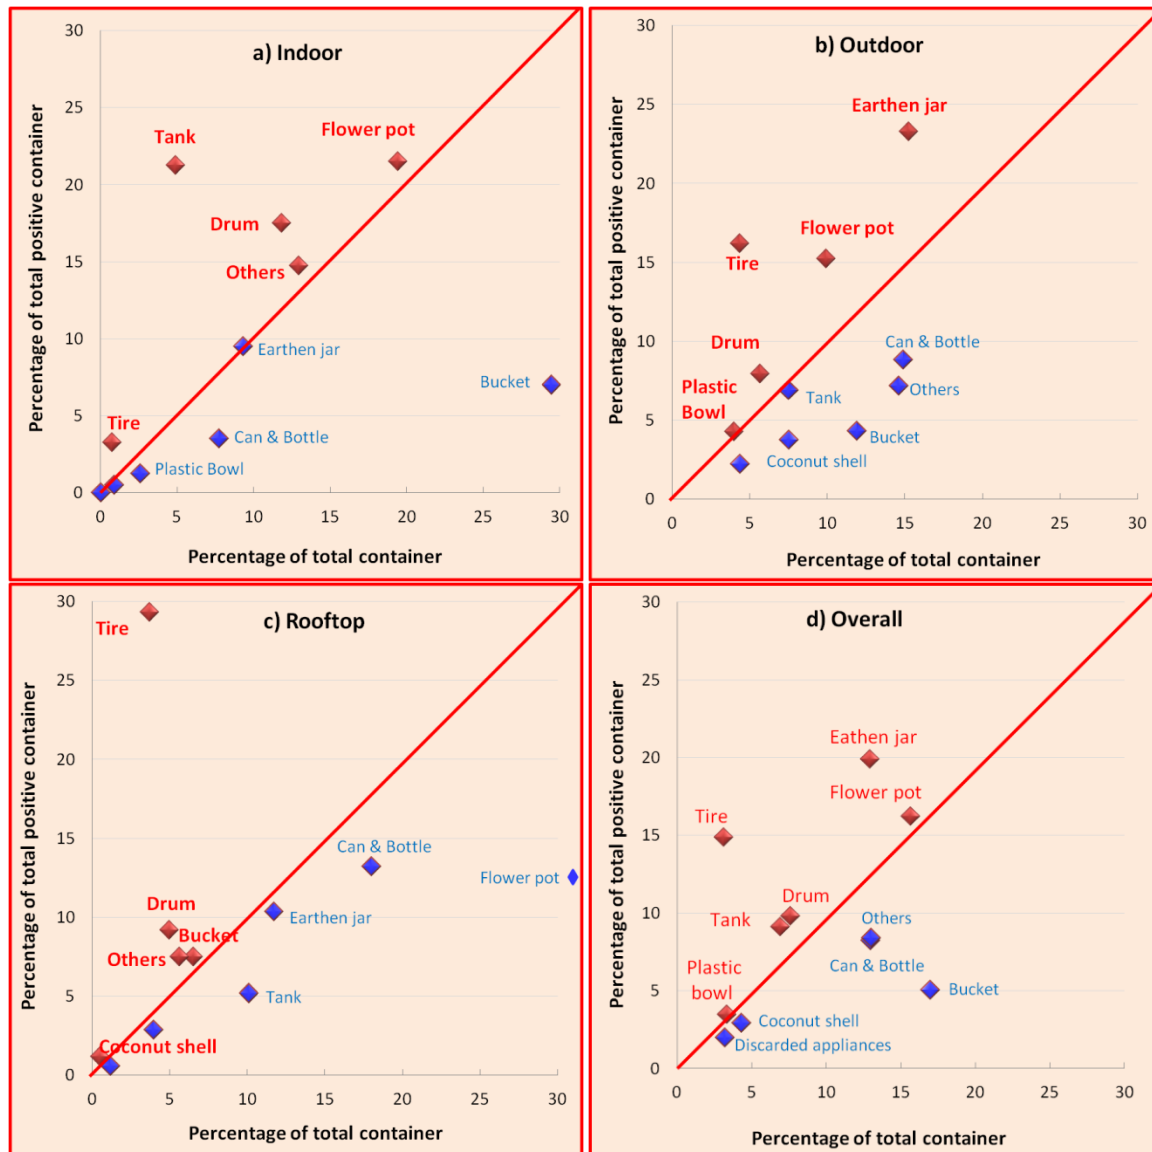 a) Indoor
Percentage of total positive container
30
25
20
15
10
5
0
Tank
Flower pot
Drum
Others
Earthen jar
Bucket
Tire
Can & Bottle
Plastic Bowl
0 5 10 15 20 25 30
Percentage of total container
b) Outdoor
Percentage of total positive container
30
25
20
15
10
5
0
Earthen jar
Flower pot
Tire
Drum
Can & Bottle
Plastic
Bowl
Others
Tank
Bucket
Coconut shell
0 5 10 15 20 25 30
Percentage of total container
c) Rooftop
Percentage of total positive container
30
25
20
15
10
5
0
Tire
Can & Bottle
Flower pot
Drum
Earthen jar
Bucket
Others
Tank
Coconut shell
0 5 10 15 20 25 30
Percentage of total container
d) Overall
Percentage of total positive container
30
25
20
15
10
5
0
Eathen jar
Flower pot
Tire
Drum
Tank
Others
Can & Bottle
Plastic
bowl
Bucket
Coconut shell
Discarded appliances
0 5 10 15 20 25 30
Percentage of total container